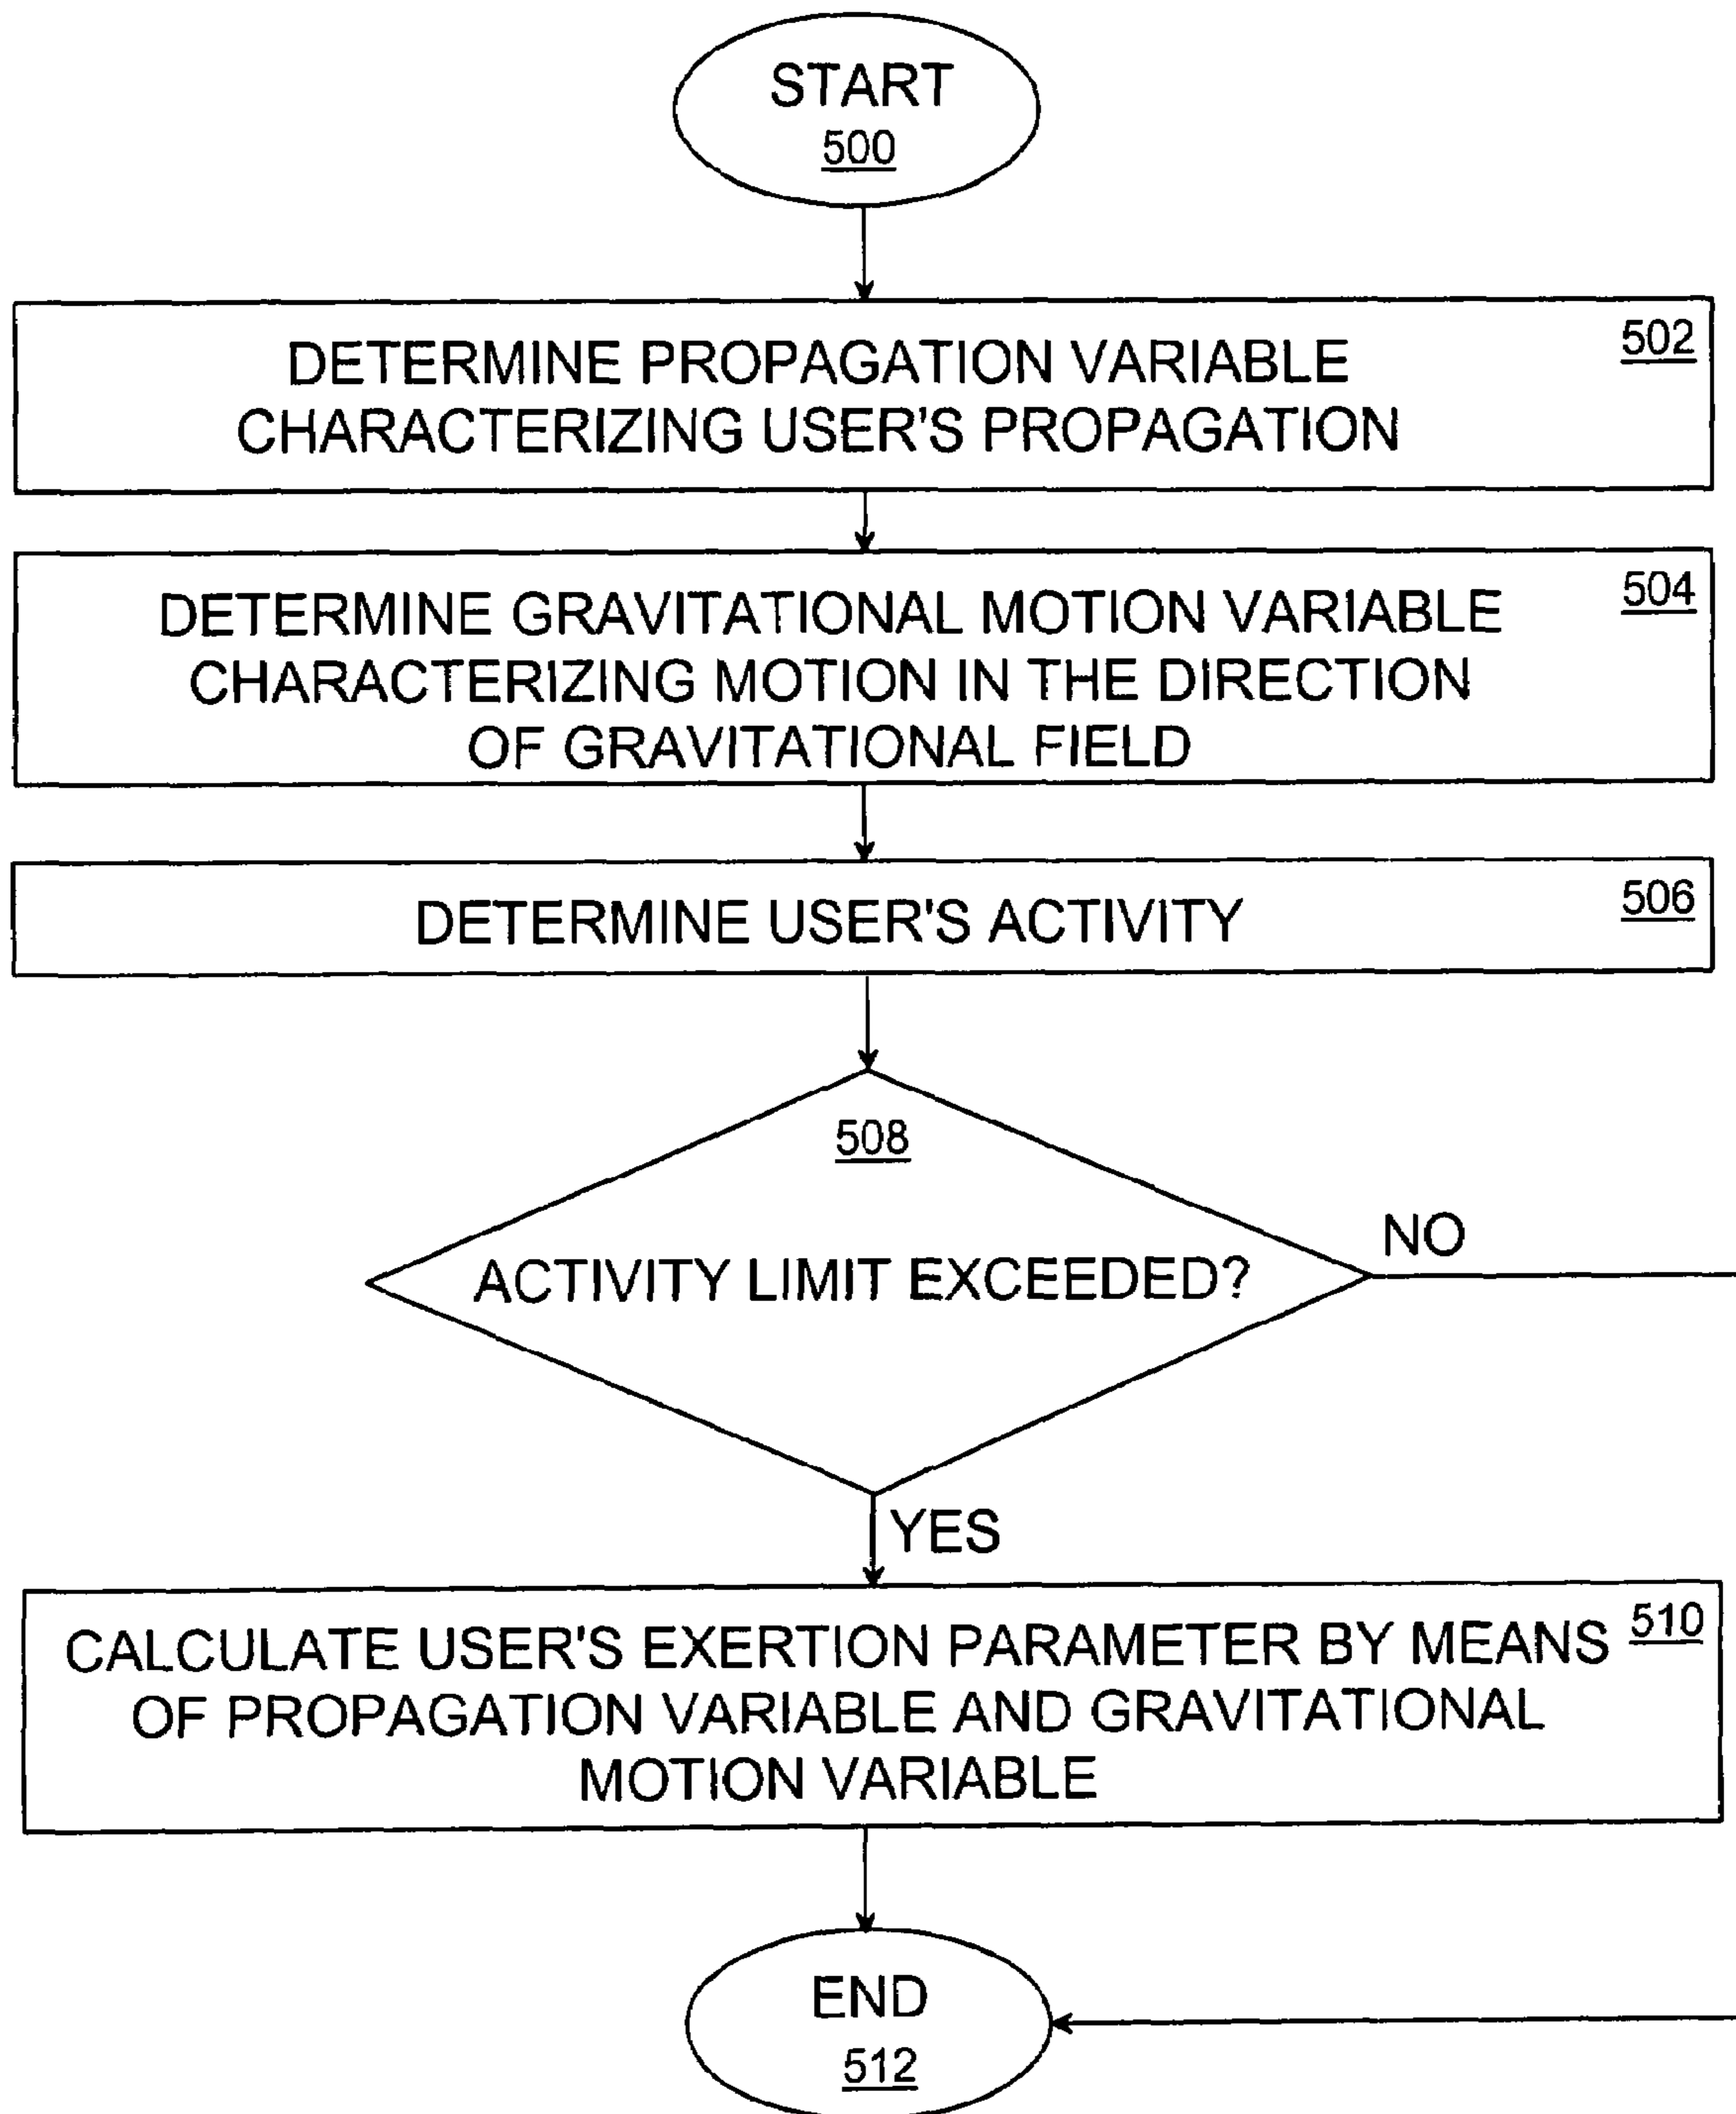 START
500
502
DETERMINE PROPAGATION VARIABLE
CHARACTERIZING USER'S PROPAGATION
504
DETERMINE GRAVITATIONAL MOTION VARIABLE
CHARACTERIZING MOTION IN THE DIRECTION
OF GRAVITATIONAL FIELD
506
DETERMINE USER'S ACTIVITY
508
ACTIVITY LIMIT EXCEEDED?
NO
YES
510
CALCULATE USER'S EXERTION PARAMETER BY MEANS
OF PROPAGATION VARIABLE AND GRAVITATIONAL
MOTION VARIABLE
END
512